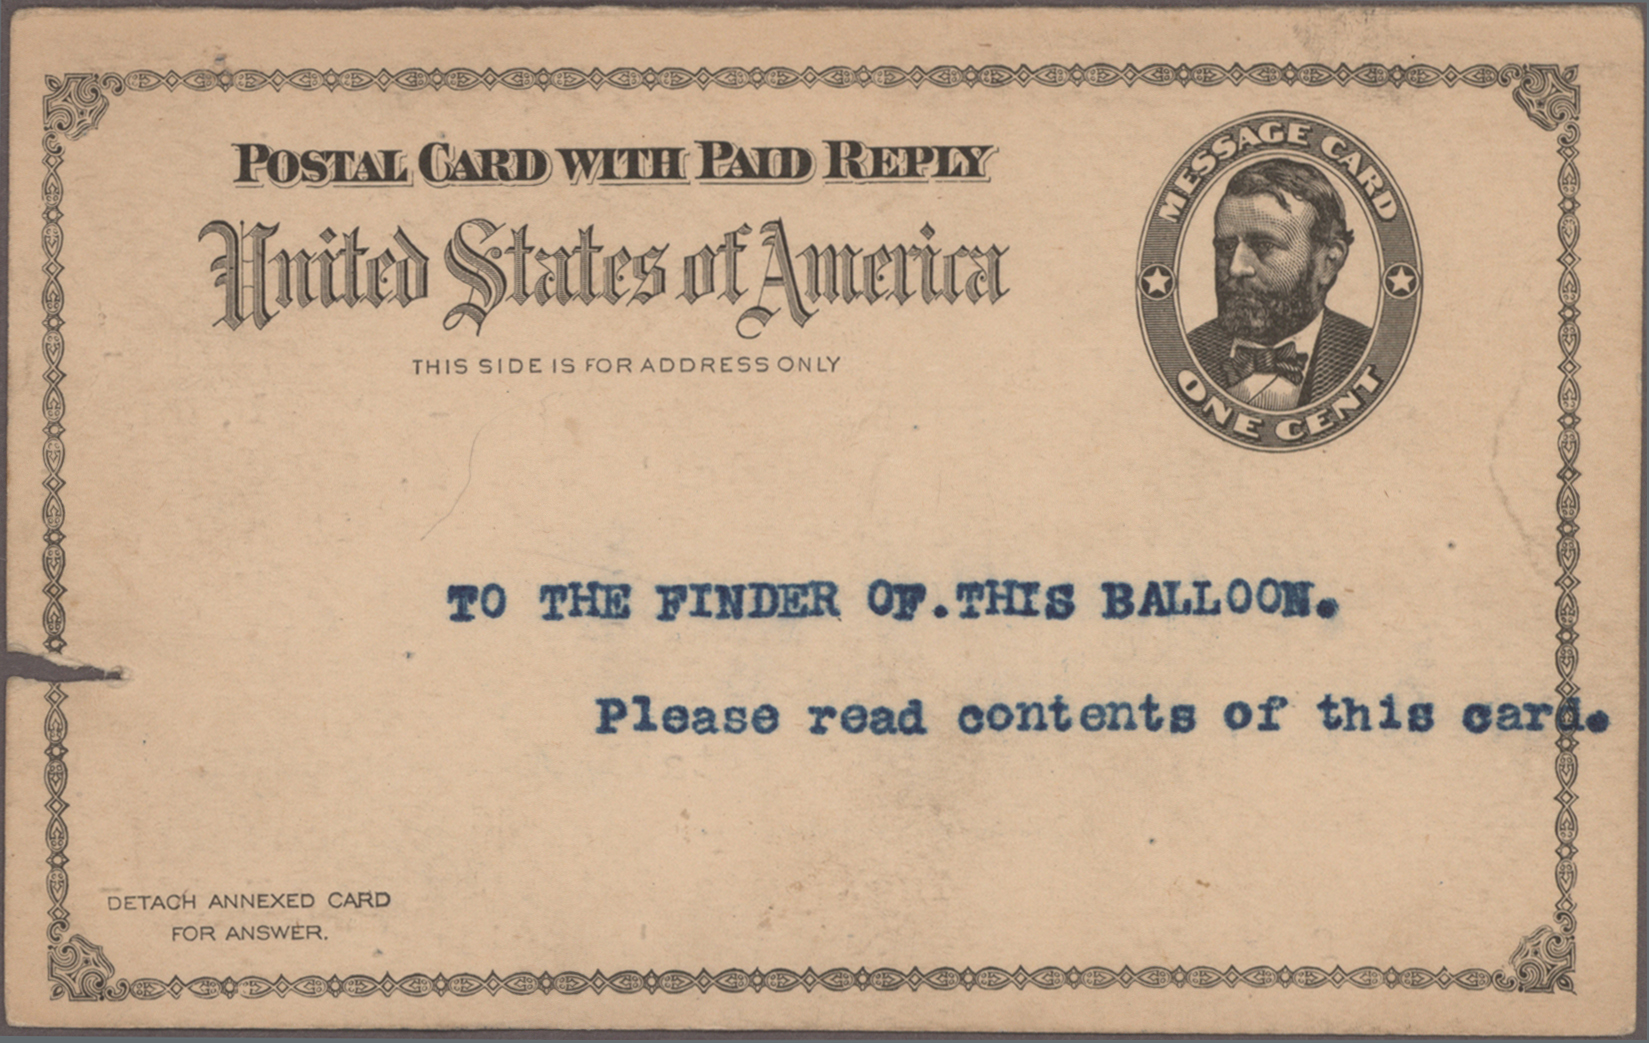 POSTAL CARD WITH PAID REPLY
United States of America
THIS SIDE IS FOR ADDRESS ONLY
MESSAGE CARD
ONE CENT
TO THE FINDER OF.THIS BALLOON.
Please read contents of this card.
DETACH ANNEXED CARD
FOR ANSWER.